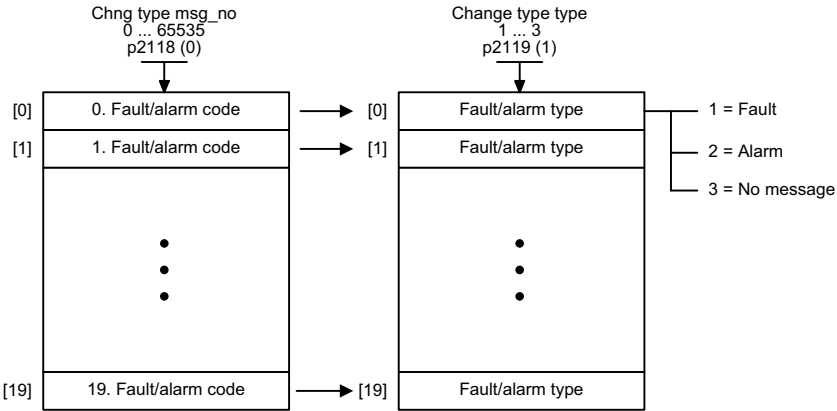 Chng type msg_no
0 ... 65535
p2118 (0)
Change type type
1 ... 3
p2119 (1)
[0] 0. Fault/alarm code [0] Fault/alarm type 1 = Fault
[1] 1. Fault/alarm code [1] Fault/alarm type 2 = Alarm
3 = No message
[19] 19. Fault/alarm code [19] Fault/alarm type